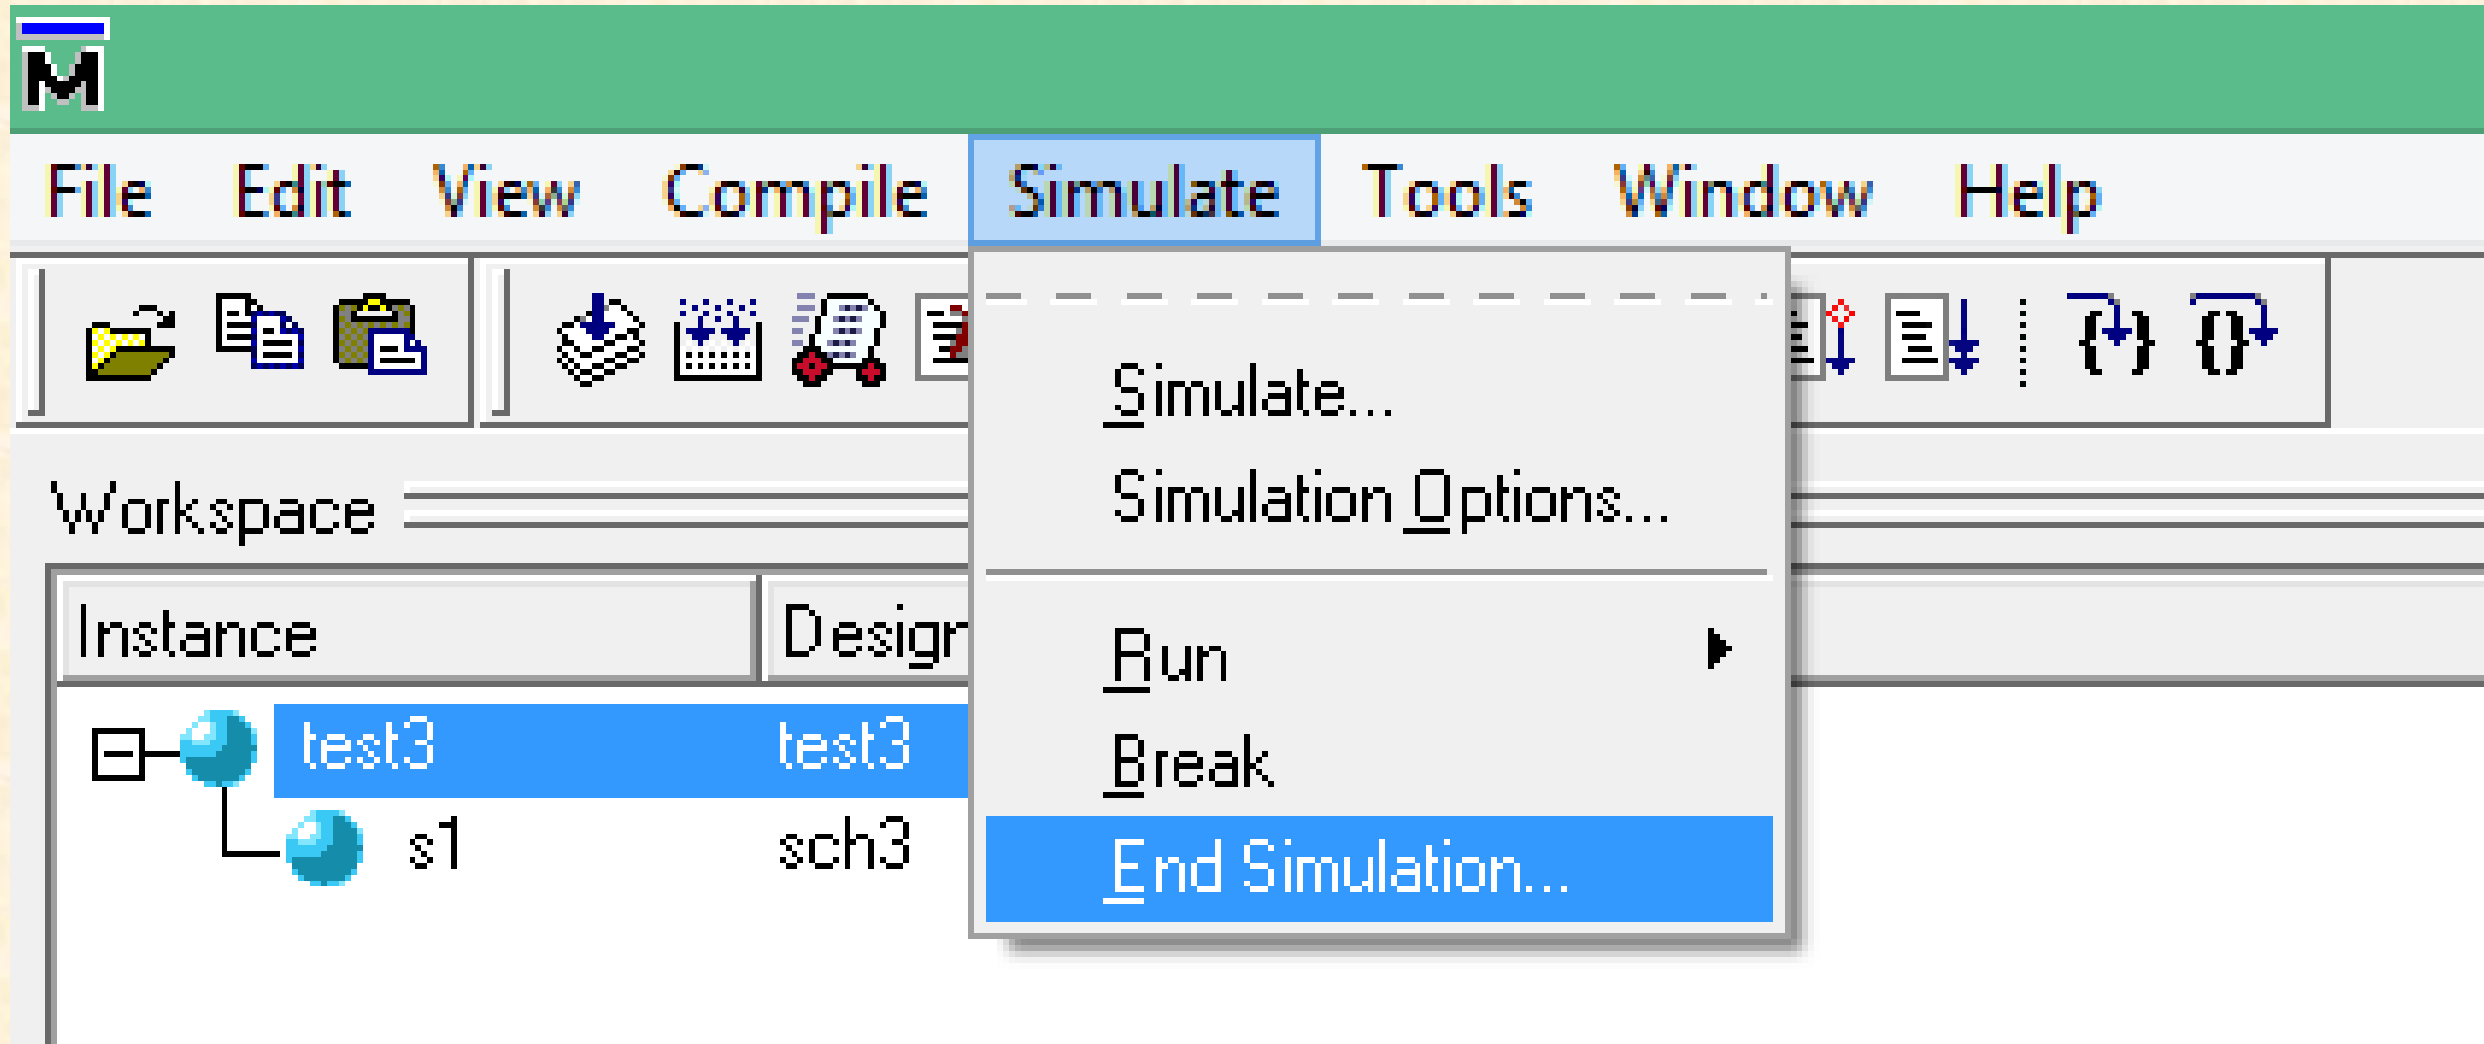 M
File Edit View Compile Simulate Tools Window Help
Simulate...
Simulation Options...
Run
Break
End Simulation...
Workspace
Instance Design
test3 test3
s1 sch3